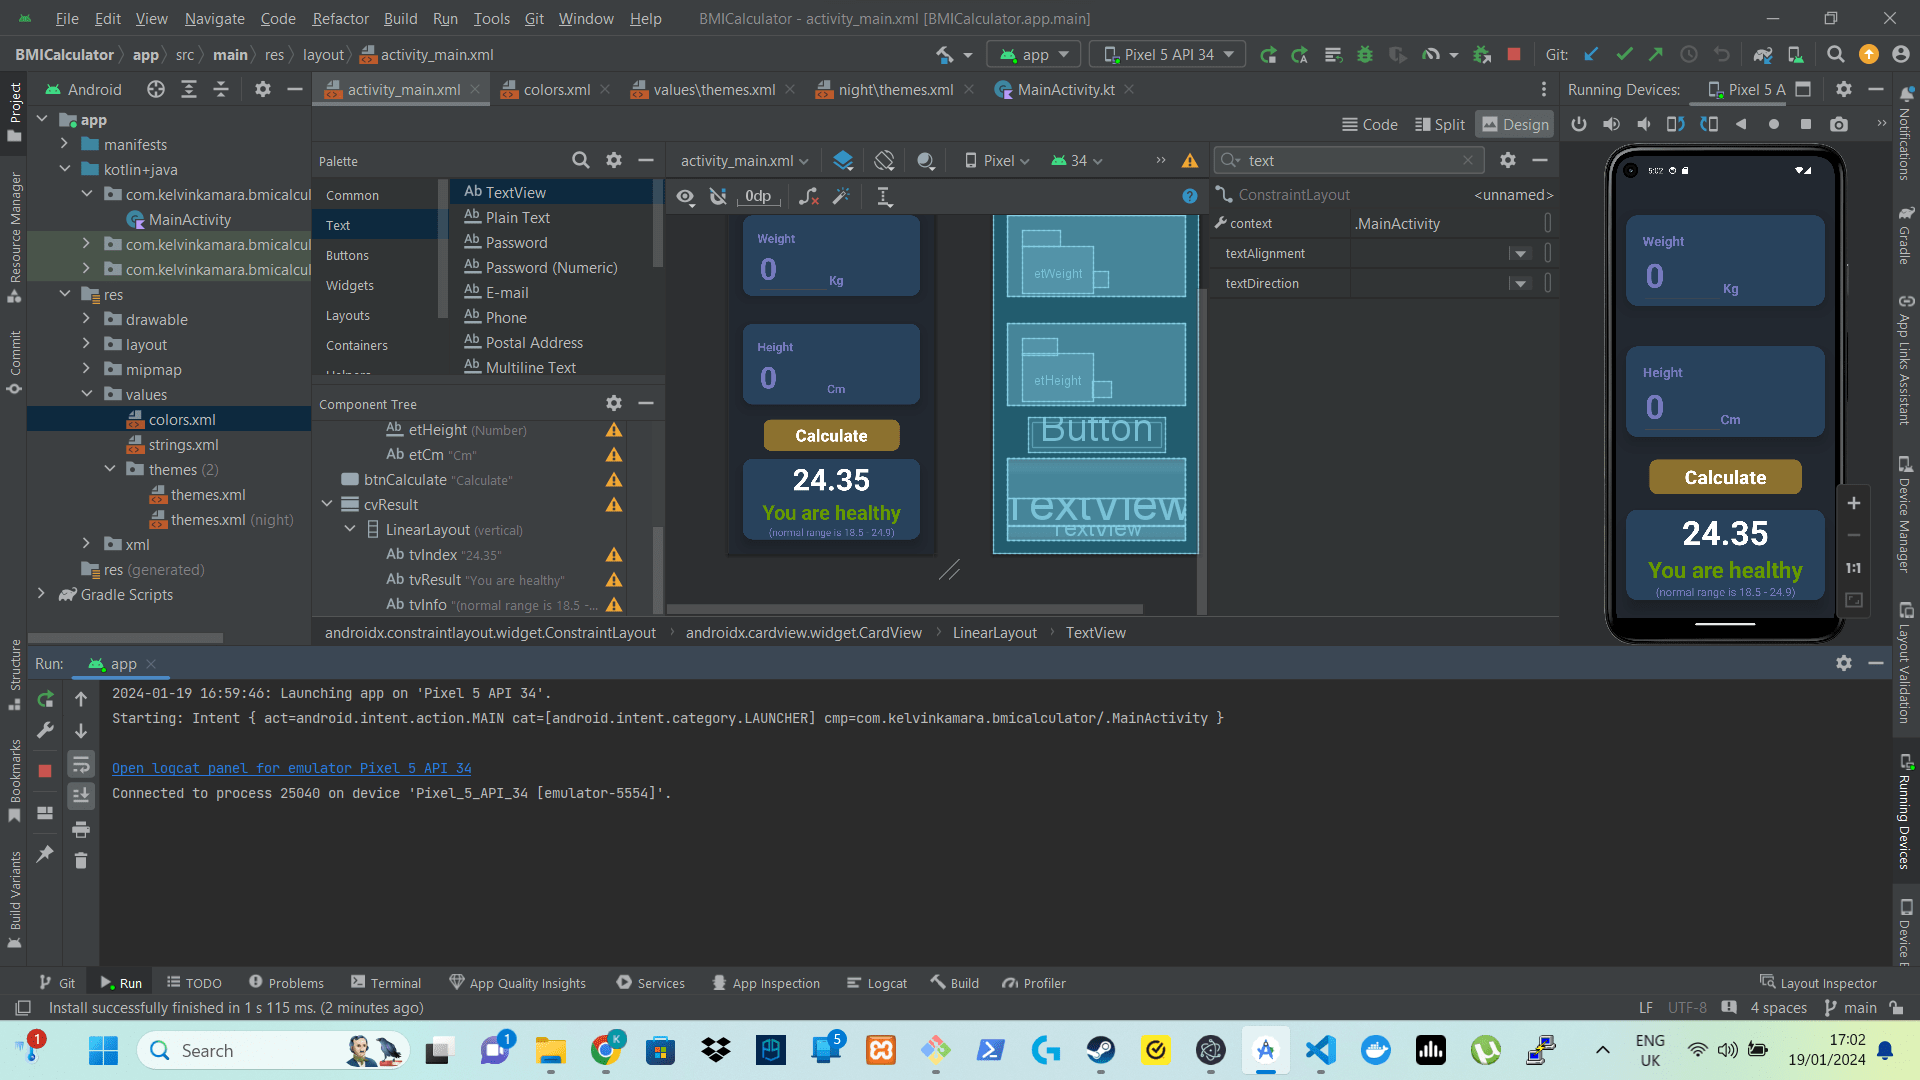 File Edit View Navigate Code Refactor Build Run Tools Git Window Help BMICalculator - activity_main.xml [BMICalculator.app.main]
BMICalculator app src main res layout activity_main.xml
app Pixel 5 API 34 Git:
Android
activity_main.xml colors.xml values\themes.xml night\themes.xml MainActivity.kt
Running Devices: Pixel 5 A
Code Split Design
Project
Resource Manager
Commit
Structure
Bookmarks
Build Variants
app
manifests
kotlin+java
com.kelvinkamara.bmicalcul
MainActivity
com.kelvinkamara.bmicalcul
com.kelvinkamara.bmicalcul
res
drawable
layout
mipmap
values
colors.xml
strings.xml
themes (2)
themes.xml
themes.xml (night)
xml
res (generated)
Gradle Scripts
Palette
Common
Text
Buttons
Widgets
Layouts
Containers
Ab TextView
Ab Plain Text
Ab Password
Ab Password (Numeric)
Ab E-mail
Ab Phone
Ab Postal Address
Ab Multiline Text
Component Tree
Ab etHeight (Number)
Ab etCm "Cm"
btnCalculate "Calculate"
cvResult
LinearLayout (vertical)
Ab tvIndex "24.35"
Ab tvResult "You are healthy"
Ab tvInfo "(normal range is 18.5 -...
activity_main.xml Pixel 34
0dp
Weight
0
Kg
Height
0
Cm
Calculate
24.35
You are healthy
(normal range is 18.5 - 24.9)
etWeight
etHeight
Button
TextView
TextView
text
ConstraintLayout <unnamed>
context .MainActivity
textAlignment
textDirection
5:02
Weight
0
Kg
Height
0
Cm
Calculate
24.35
You are healthy
(normal range is 18.5 - 24.9)
1:1
Notifications
Gradle
App Links Assistant
Device Manager
Layout Validation
Running Devices
androidx.constraintlayout.widget.ConstraintLayout androidx.cardview.widget.CardView LinearLayout TextView
Run: app
2024-01-19 16:59:46: Launching app on 'Pixel 5 API 34'.
Starting: Intent { act=android.intent.action.MAIN cat=[android.intent.category.LAUNCHER] cmp=com.kelvinkamara.bmicalculator/.MainActivity }
Open logcat panel for emulator Pixel 5 API 34
Connected to process 25040 on device 'Pixel_5_API_34 [emulator-5554]'.
Git Run TODO Problems Terminal App Quality Insights Services App Inspection Logcat Build Profiler Layout Inspector
Install successfully finished in 1 s 115 ms. (2 minutes ago) LF UTF-8 4 spaces main
1 Search 1 K 5 ENG 17:02
UK 19/01/2024